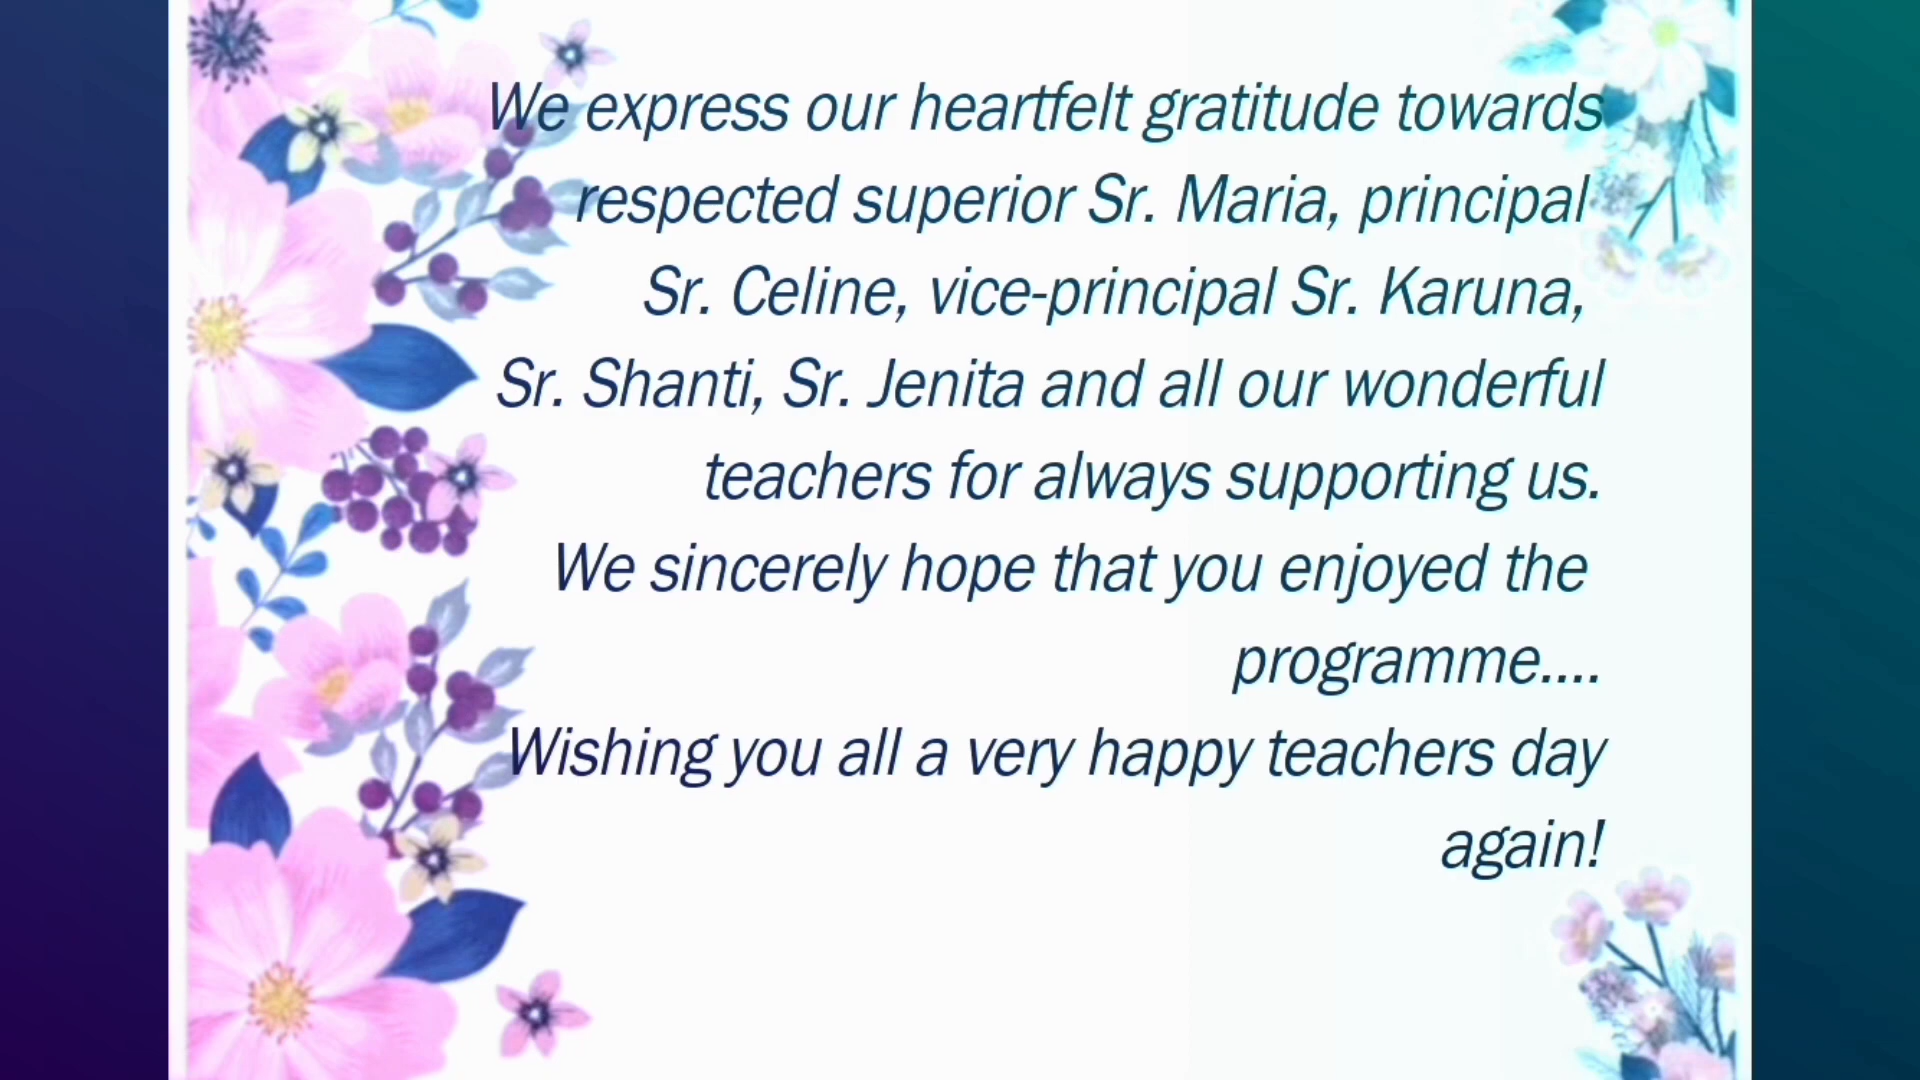 We express our heartfelt gratitude towards
respected superior Sr. Maria, principal
Sr. Celine, vice-principal Sr. Karuna,
Sr. Shanti, Sr. Jenita and all our wonderful
teachers for always supporting us.
We sincerely hope that you enjoyed the
programme....
Wishing you all a very happy teachers day
again!